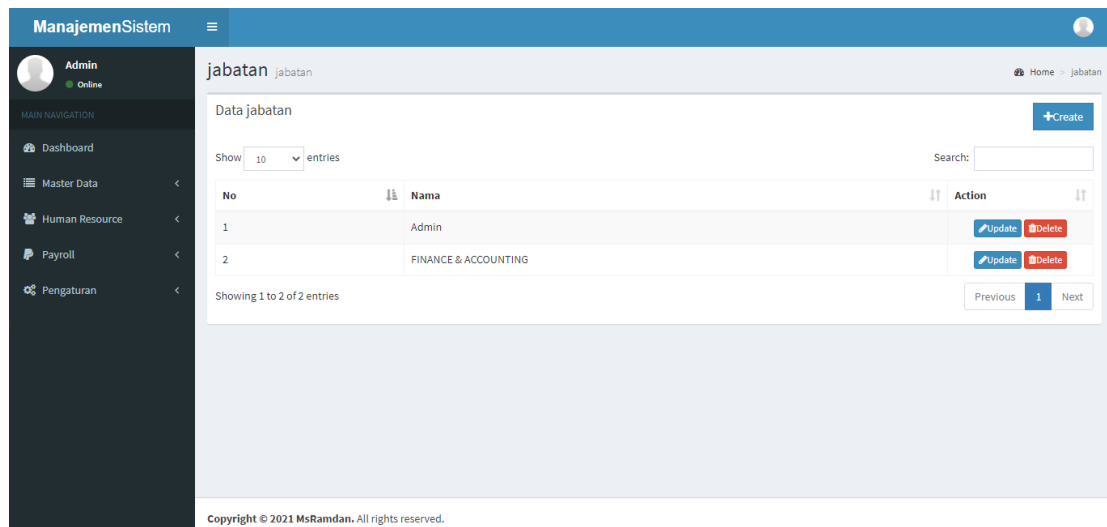 ManajemenSistem
Admin
Online
MAIN NAVIGATION
Dashboard
Master Data
Human Resource
Payroll
Pengaturan
jabatan jabatan
Home > Jabatan
Data jabatan
Create
Show 10 entries
Search:
No Nama Action
1 Admin Update Delete
2 FINANCE & ACCOUNTING Update Delete
Showing 1 to 2 of 2 entries
Previous 1 Next
Copyright © 2021 MsRamdan. All rights reserved.